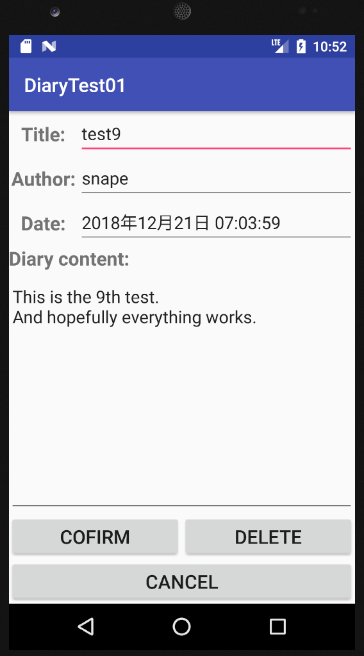 LTE 10:52
DiaryTest01
Title: test9
Author: snape
Date: 2018年12月21日 07:03:59
Diary content:
This is the 9th test.
And hopefully everything works.
COFIRM DELETE
CANCEL